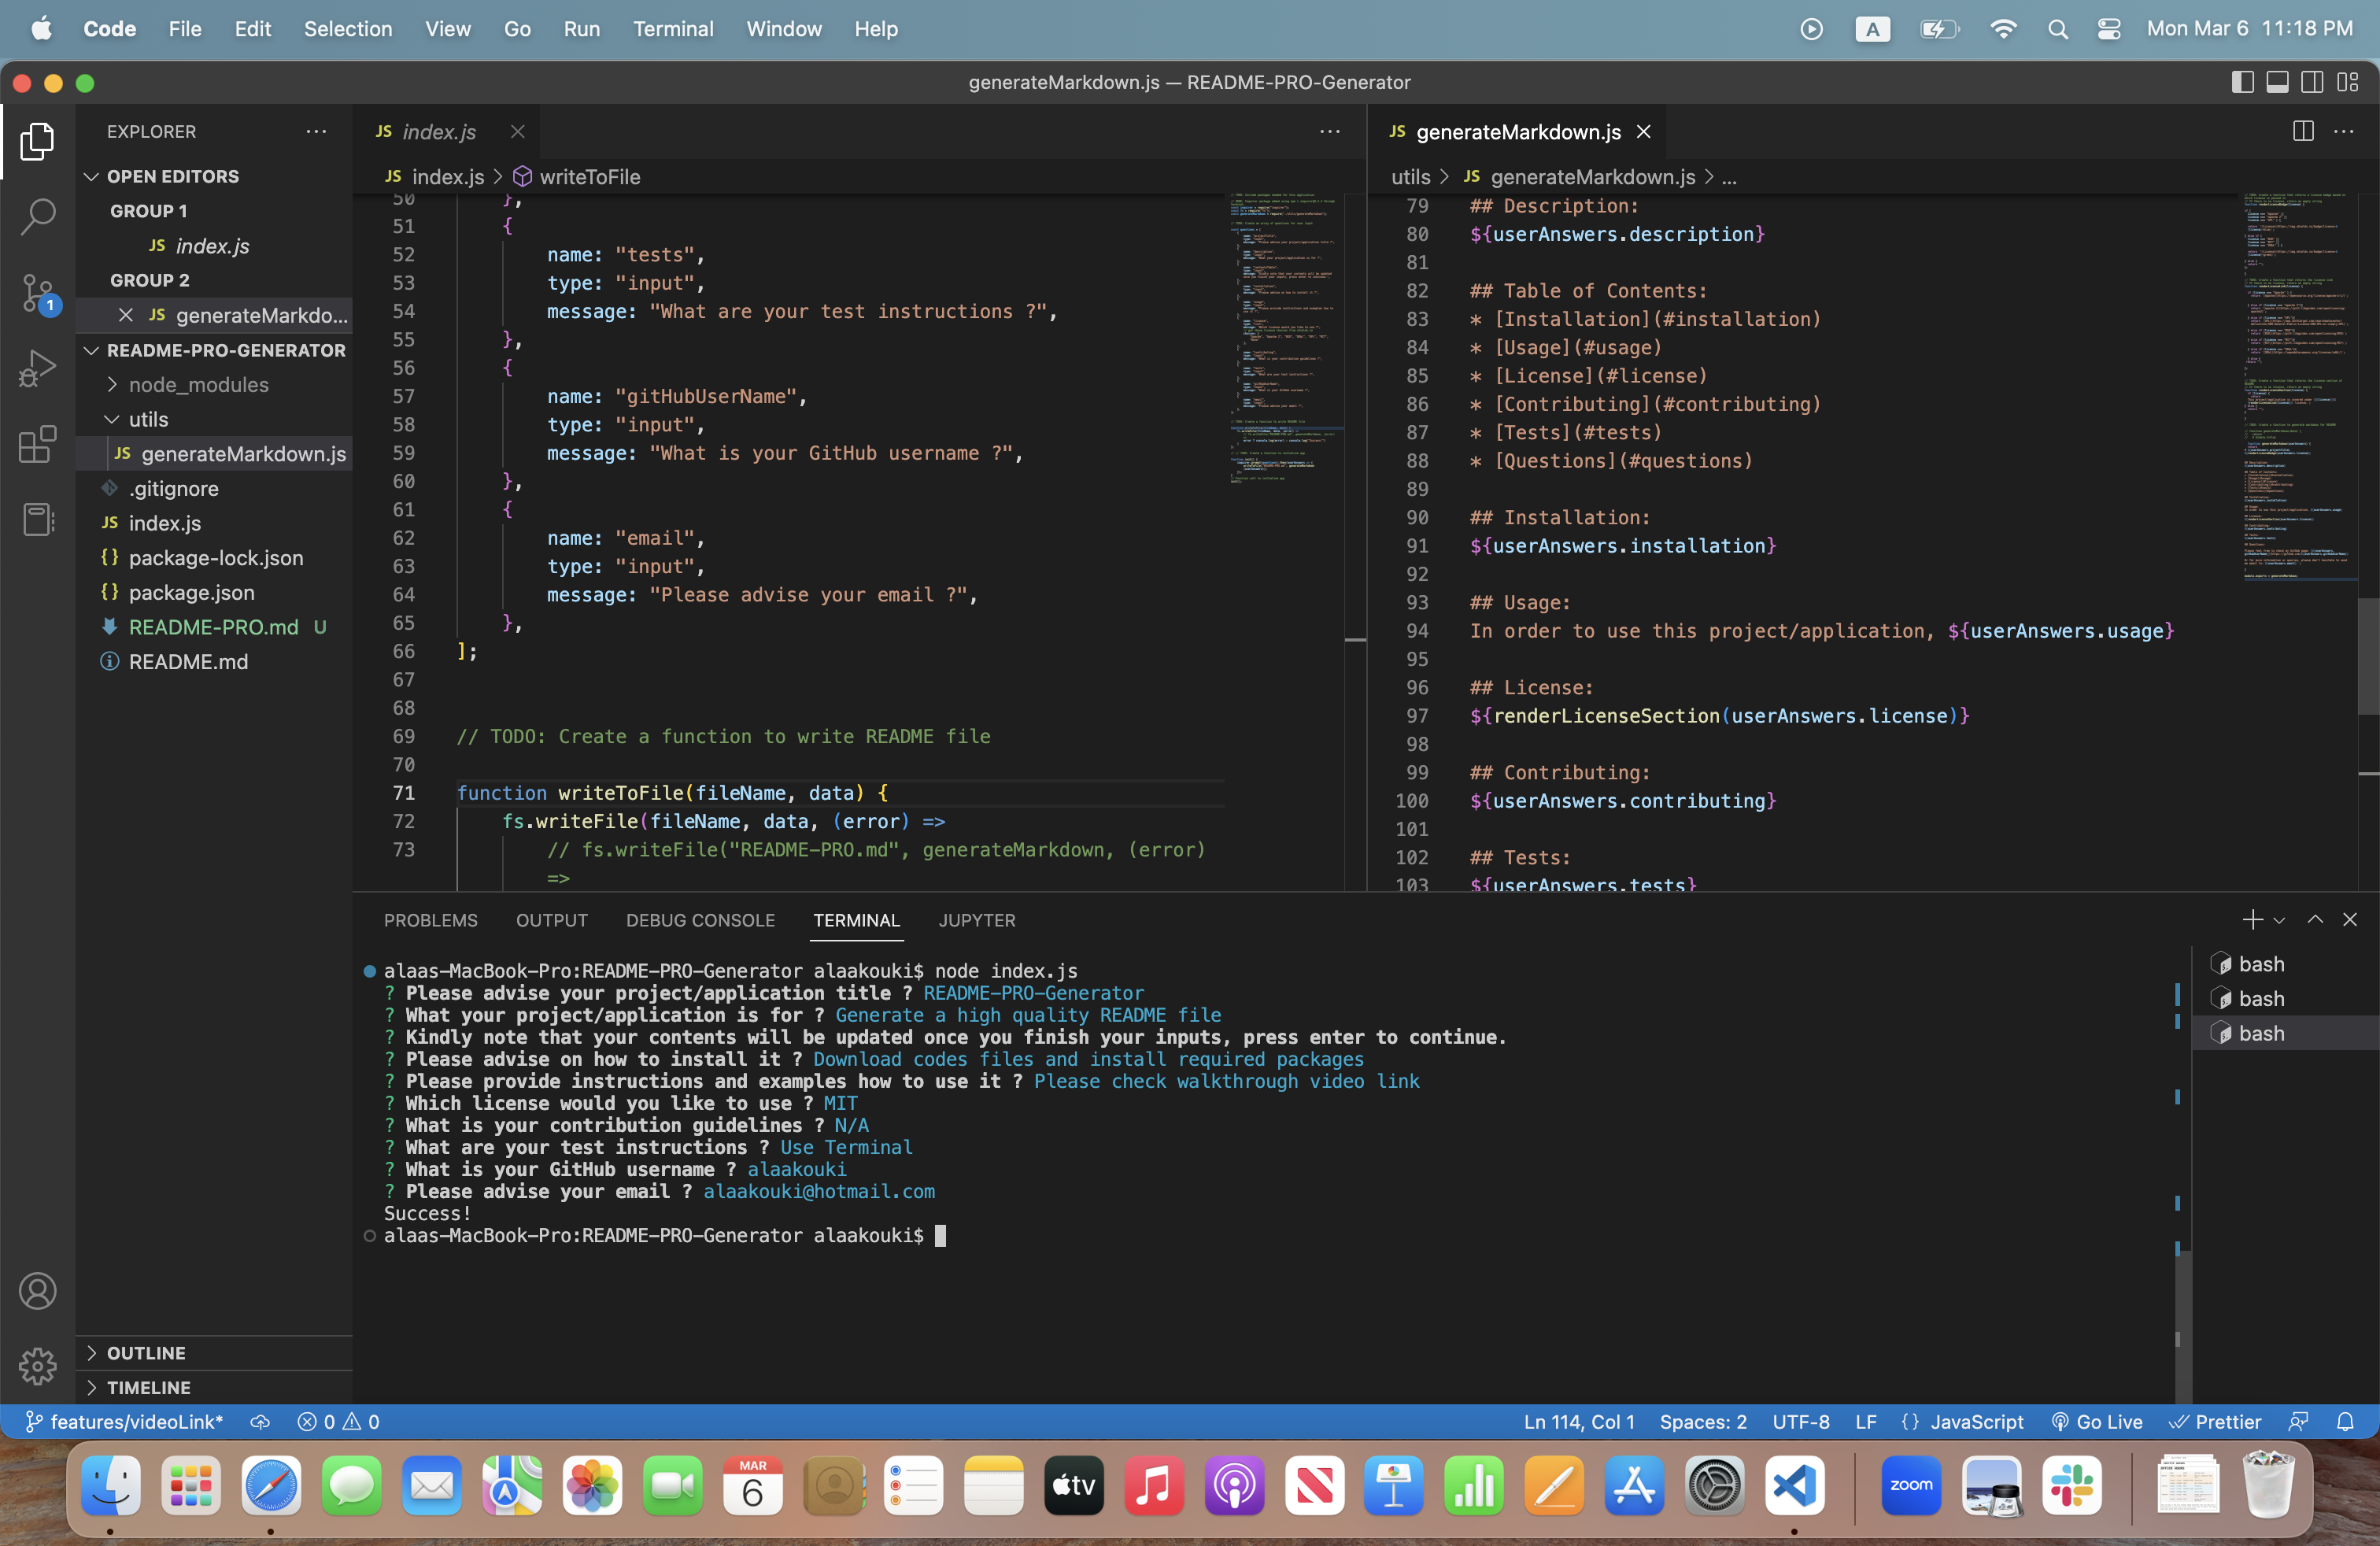 Code File Edit Selection View Go Run Terminal Window Help
A
Mon Mar 6 11:18 PM
generateMarkdown.js — README-PRO-Generator
EXPLORER
OPEN EDITORS
GROUP 1
JS index.js
GROUP 2
JS generateMarkdo...
README-PRO-GENERATOR
node_modules
utils
JS generateMarkdown.js
.gitignore
JS index.js
{} package-lock.json
{} package.json
README-PRO.md U
README.md
OUTLINE
TIMELINE
1
JS index.js
JS index.js > writeToFile
50 },
51 {
52 name: "tests",
53 type: "input",
54 message: "What are your test instructions ?",
55 },
56 {
57 name: "gitHubUserName",
58 type: "input",
59 message: "What is your GitHub username ?",
60 },
61 {
62 name: "email",
63 type: "input",
64 message: "Please advise your email ?",
65 },
66 ];
67
68
69 // TODO: Create a function to write README file
70
71 function writeToFile(fileName, data) {
72 fs.writeFile(fileName, data, (error) =>
73 // fs.writeFile("README-PRO.md", generateMarkdown, (error)
=>
JS generateMarkdown.js
utils > JS generateMarkdown.js > ...
79 ## Description:
80 ${userAnswers.description}
81
82 ## Table of Contents:
83 * [Installation](#installation)
84 * [Usage](#usage)
85 * [License](#license)
86 * [Contributing](#contributing)
87 * [Tests](#tests)
88 * [Questions](#questions)
89
90 ## Installation:
91 ${userAnswers.installation}
92
93 ## Usage:
94 In order to use this project/application, ${userAnswers.usage}
95
96 ## License:
97 ${renderLicenseSection(userAnswers.license)}
98
99 ## Contributing:
100 ${userAnswers.contributing}
101
102 ## Tests:
103 ${userAnswers.tests}
PROBLEMS OUTPUT DEBUG CONSOLE TERMINAL JUPYTER
alaas-MacBook-Pro:README-PRO-Generator alaakouki$ node index.js
? Please advise your project/application title ? README-PRO-Generator
? What your project/application is for ? Generate a high quality README file
? Kindly note that your contents will be updated once you finish your inputs, press enter to continue.
? Please advise on how to install it ? Download codes files and install required packages
? Please provide instructions and examples how to use it ? Please check walkthrough video link
? Which license would you like to use ? MIT
? What is your contribution guidelines ? N/A
? What are your test instructions ? Use Terminal
? What is your GitHub username ? alaakouki
? Please advise your email ? alaakouki@hotmail.com
Success!
alaas-MacBook-Pro:README-PRO-Generator alaakouki$
bash
bash
bash
features/videoLink* 0 0
Ln 114, Col 1 Spaces: 2 UTF-8 LF {} JavaScript Go Live Prettier
MAR
6
tv
zoom